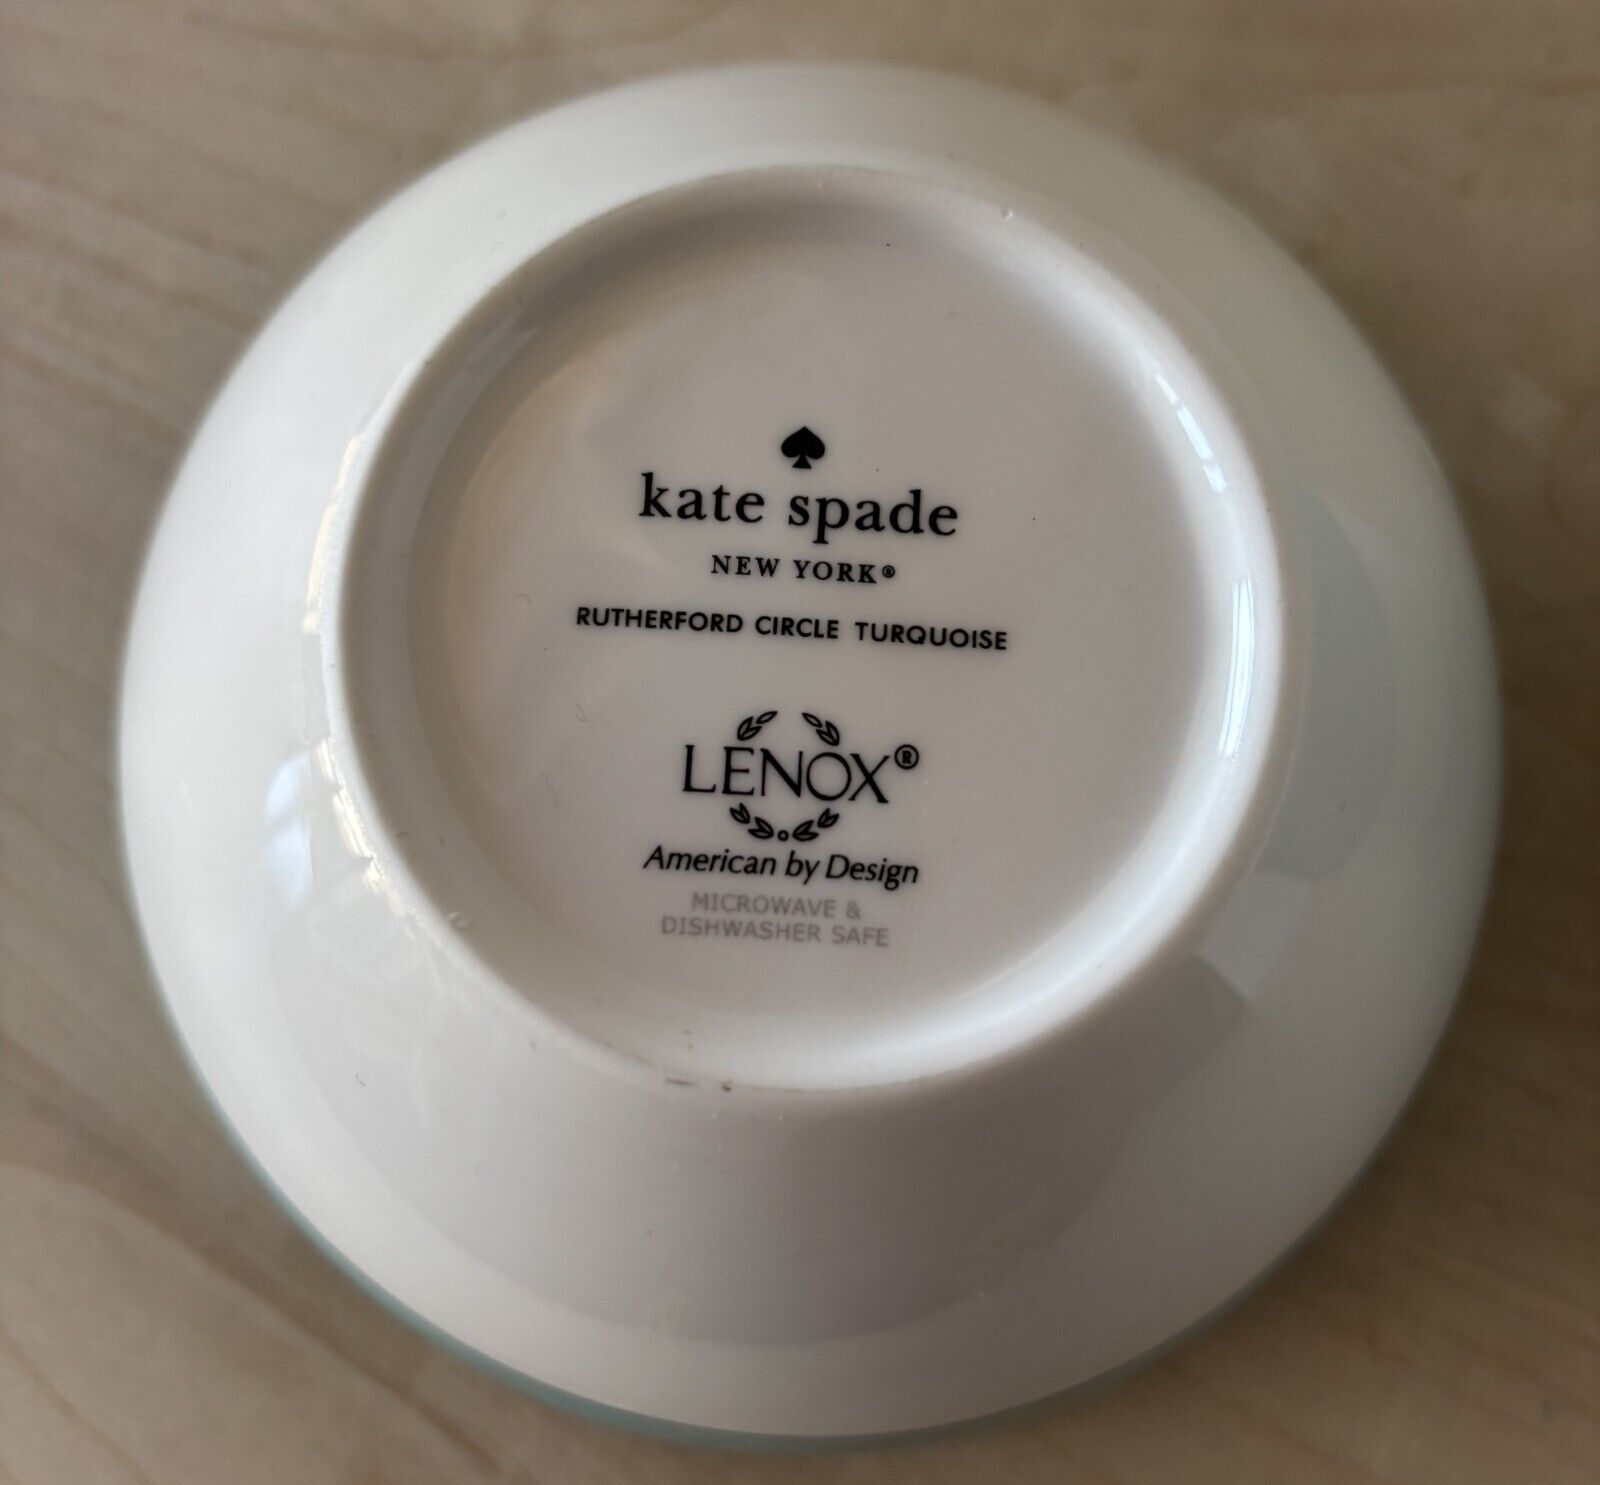 kate spade
NEW YORK®
RUTHERFORD CIRCLE TURQUOISE
LENOX®
American by Design
MICROWAVE &
DISHWASHER SAFE